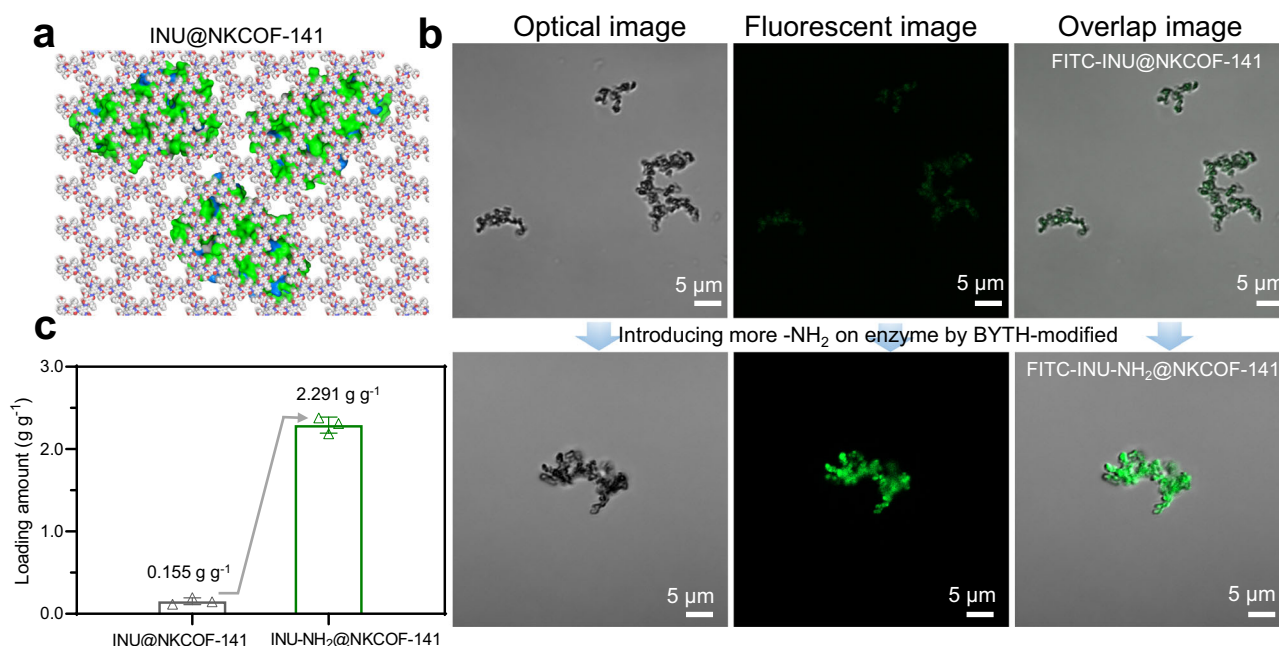 a
INU@NKCOF-141
b
Optical image
Fluorescent image
Overlap image
FITC-INU@NKCOF-141
5 µm
5 µm
5 µm
Introducing more -NH₂ on enzyme by BYTH-modified
FITC-INU-NH₂@NKCOF-141
5 µm
5 µm
5 µm
c
Loading amount (g g⁻¹)
3.0
2.0
1.0
0.0
0.155 g g⁻¹
2.291 g g⁻¹
INU@NKCOF-141
INU-NH₂@NKCOF-141